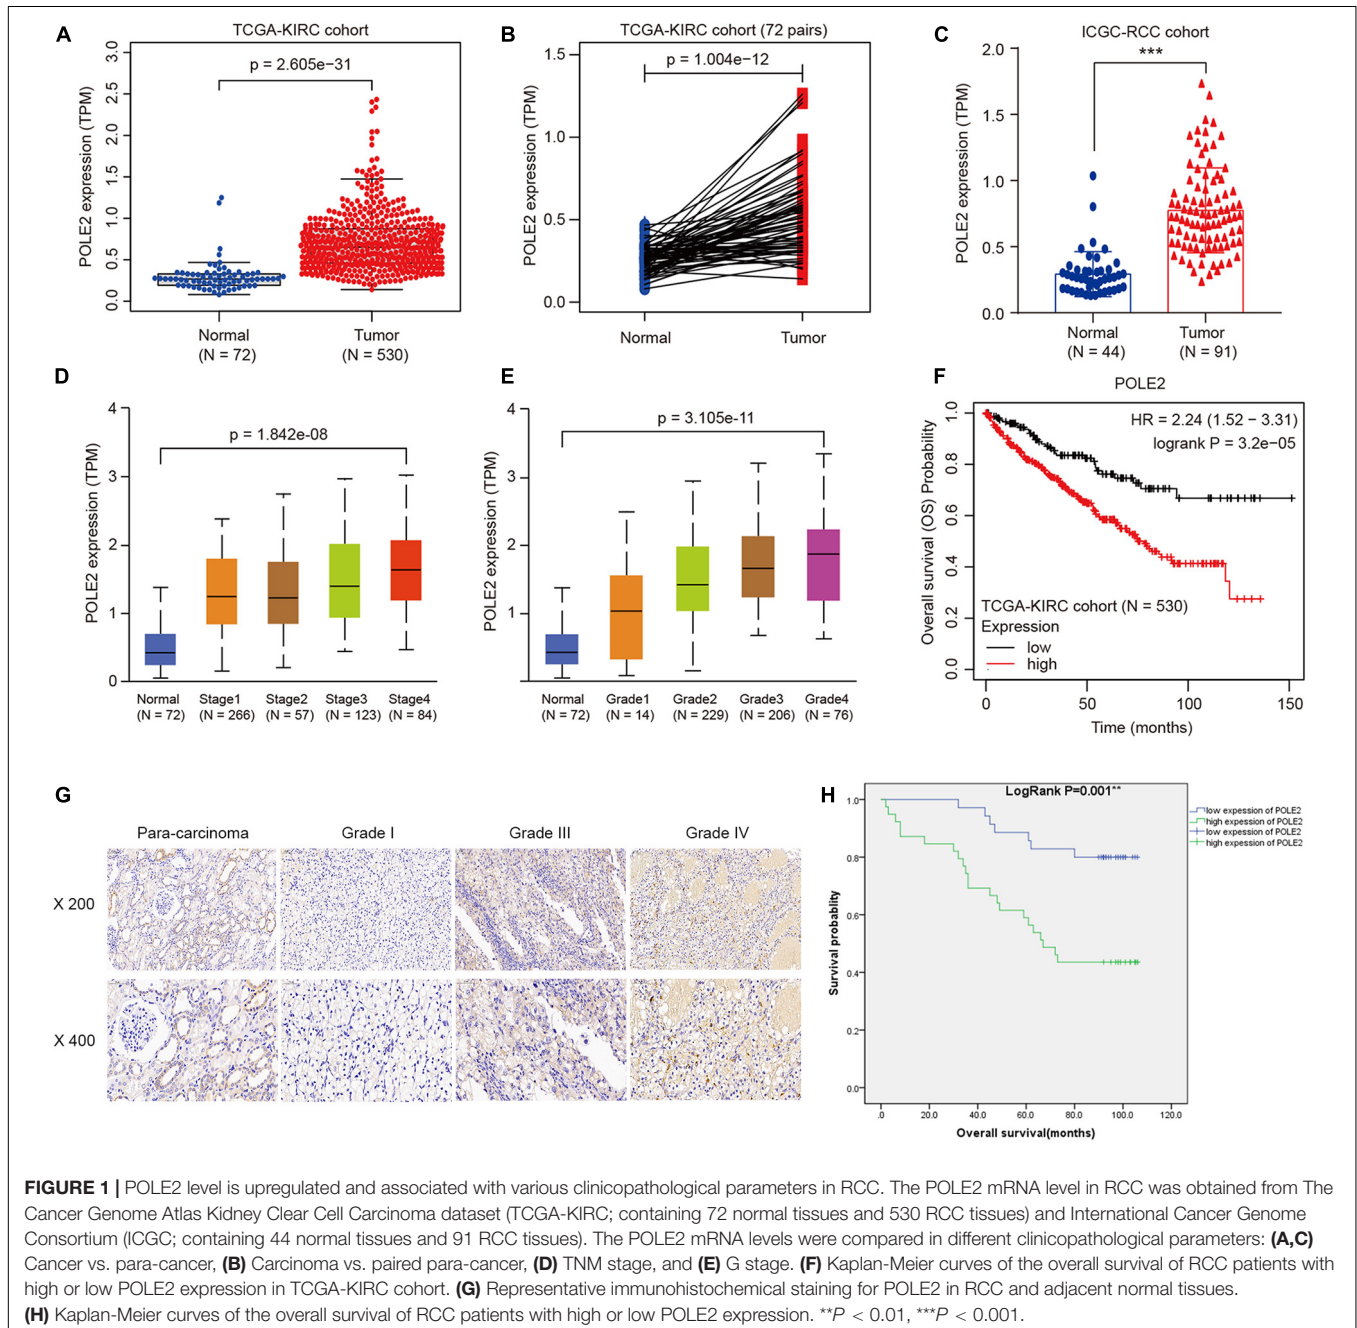 A
TCGA-KIRC cohort
p = 2.605e−31
POLE2 expression (TPM)
3.0
2.5
2.0
1.5
1.0
0.5
0.0
Normal
(N = 72)
Tumor
(N = 530)
B
TCGA-KIRC cohort (72 pairs)
p = 1.004e−12
POLE2 expression (TPM)
1.5
1.0
0.5
0.0
Normal
Tumor
C
ICGC-RCC cohort
***
POLE2 expression (TPM)
2.0
1.5
1.0
0.5
0.0
Normal
(N = 44)
Tumor
(N = 91)
D
p = 1.842e-08
POLE2 expression (TPM)
4
3
2
1
0
Normal
(N = 72)
Stage1
(N = 266)
Stage2
(N = 57)
Stage3
(N = 123)
Stage4
(N = 84)
E
p = 3.105e-11
POLE2 expression (TPM)
4
3
2
1
Normal
(N = 72)
Grade1
(N = 14)
Grade2
(N = 229)
Grade3
(N = 206)
Grade4
(N = 76)
F
POLE2
HR = 2.24 (1.52 − 3.31)
logrank P = 3.2e−05
Overall survival (OS) Probability
1.0
0.8
0.6
0.4
0.2
0.0
TCGA-KIRC cohort (N = 530)
Expression
low
high
0
50
100
150
Time (months)
G
Para-carcinoma
Grade I
Grade III
Grade IV
X 200
X 400
H
LogRank P=0.001**
low expession of POLE2
high expession of POLE2
low expession of POLE2
high expession of POLE2
Survival probablity
1.0
0.8
0.6
0.4
0.2
0.0
.0
20.0
40.0
60.0
80.0
100.0
120.0
Overall survival(months)
FIGURE 1 | POLE2 level is upregulated and associated with various clinicopathological parameters in RCC. The POLE2 mRNA level in RCC was obtained from The
Cancer Genome Atlas Kidney Clear Cell Carcinoma dataset (TCGA-KIRC; containing 72 normal tissues and 530 RCC tissues) and International Cancer Genome
Consortium (ICGC; containing 44 normal tissues and 91 RCC tissues). The POLE2 mRNA levels were compared in different clinicopathological parameters: (A,C)
Cancer vs. para-cancer, (B) Carcinoma vs. paired para-cancer, (D) TNM stage, and (E) G stage. (F) Kaplan-Meier curves of the overall survival of RCC patients with
high or low POLE2 expression in TCGA-KIRC cohort. (G) Representative immunohistochemical staining for POLE2 in RCC and adjacent normal tissues.
(H) Kaplan-Meier curves of the overall survival of RCC patients with high or low POLE2 expression. **P < 0.01, ***P < 0.001.